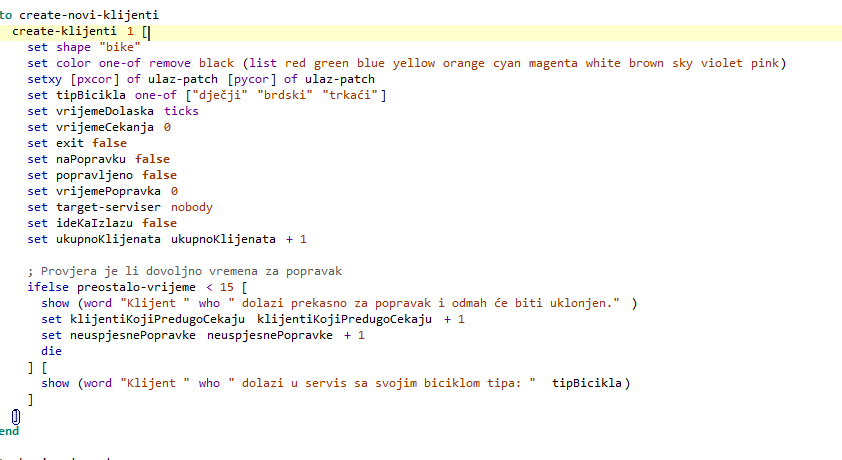 to create-novi-klijenti
create-klijenti 1 [
set shape "bike"
set color one-of remove black (list red green blue yellow orange cyan magenta white brown sky violet pink)
setxy [pxcor] of ulaz-patch [pycor] of ulaz-patch
set tipBicikla one-of ["dječji" "brdski" "trkaći"]
set vrijemeDolaska ticks
set vrijemeCekanja 0
set exit false
set naPopravku false
set popravljeno false
set vrijemePopravka 0
set target-serviser nobody
set ideKaIzlazu false
set ukupnoKlijenata ukupnoKlijenata + 1
; Provjera je li dovoljno vremena za popravak
ifelse preostalo-vrijeme < 15 [
show (word "Klijent " who " dolazi prekasno za popravak i odmah će biti uklonjen." )
set klijentiKojiPredugoCekaju klijentiKojiPredugoCekaju + 1
set neuspjesnePopravke neuspjesnePopravke + 1
die
] [
show (word "Klijent " who " dolazi u servis sa svojim biciklom tipa: " tipBicikla)
]
]
end